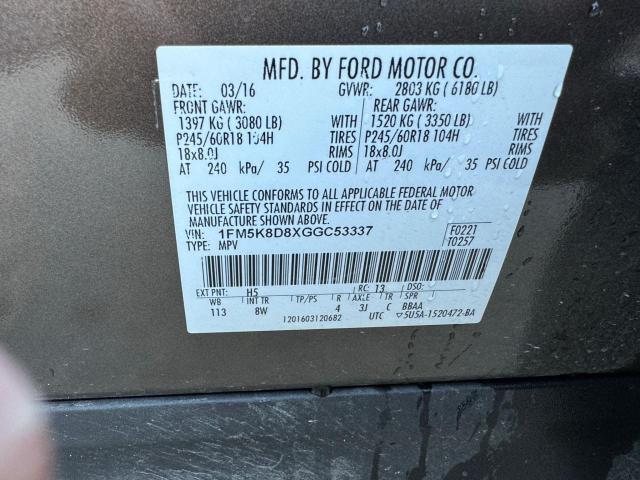 MFD. BY FORD MOTOR CO.
DATE: 03/16 GVWR: 2803 KG ( 6180 LB)
FRONT GAWR: REAR GAWR:
1397 KG ( 3080 LB) WITH 1520 KG ( 3350 LB) WITH
P245/60R18 104H TIRES P245/60R18 104H TIRES
18x8.0J RIMS 18x8.0J RIMS
AT 240 kPa/ 35 PSI COLD AT 240 kPa/ 35 PSI COLD
THIS VEHICLE CONFORMS TO ALL APPLICABLE FEDERAL MOTOR
VEHICLE SAFETY STANDARDS IN EFFECT ON THE DATE OF
MANUFACTURE SHOWN ABOVE.
VIN: 1FM5K8D8XGGC53337 F0221
TYPE: MPV T0257
EXT PNT: H5 RC: 13 DSO:
WB INT TR TP/PS R AXLE TR SPR
113 8W 4 3J C BBAA
1201603120682 UTC ▽5U5A-1520472-BA